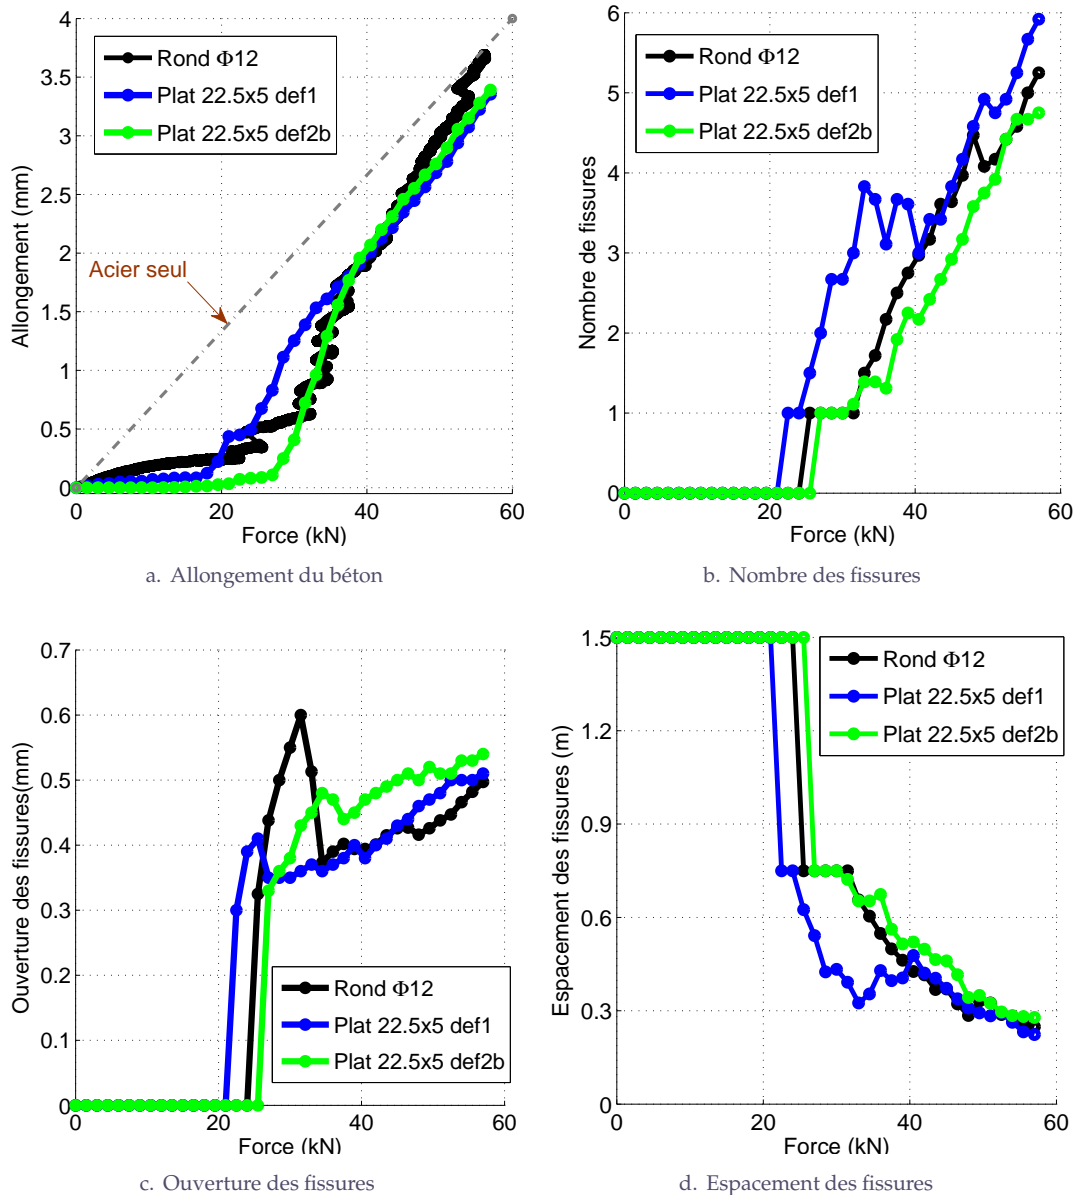 4
3.5
3
2.5
2
1.5
1
0.5
0
0
20
40
60
Allongement (mm)
Force (kN)
Rond Φ12
Plat 22.5x5 def1
Plat 22.5x5 def2b
Acier seul
a. Allongement du béton
6
5
4
3
2
1
0
0
20
40
60
Nombre de fissures
Force (kN)
Rond Φ12
Plat 22.5x5 def1
Plat 22.5x5 def2b
b. Nombre des fissures
0.7
0.6
0.5
0.4
0.3
0.2
0.1
0
0
20
40
60
Ouverture des fissures(mm)
Force (kN)
Rond Φ12
Plat 22.5x5 def1
Plat 22.5x5 def2b
c. Ouverture des fissures
1.5
1.2
0.9
0.6
0.3
0
0
20
40
60
Espacement des fissures (m)
Force (kN)
Rond Φ12
Plat 22.5x5 def1
Plat 22.5x5 def2b
d. Espacement des fissures